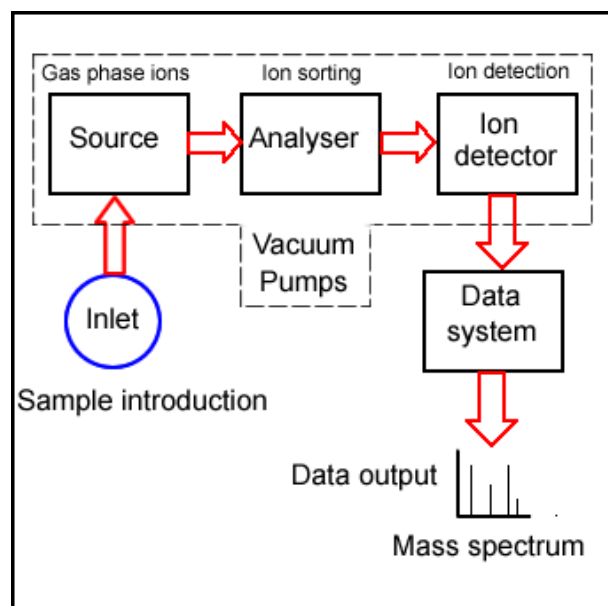 Gas phase ions
Ion sorting
Ion detection
Source
Analyser
Ion
detector
Vacuum
Pumps
Inlet
Data
system
Sample introduction
Data output
Mass spectrum